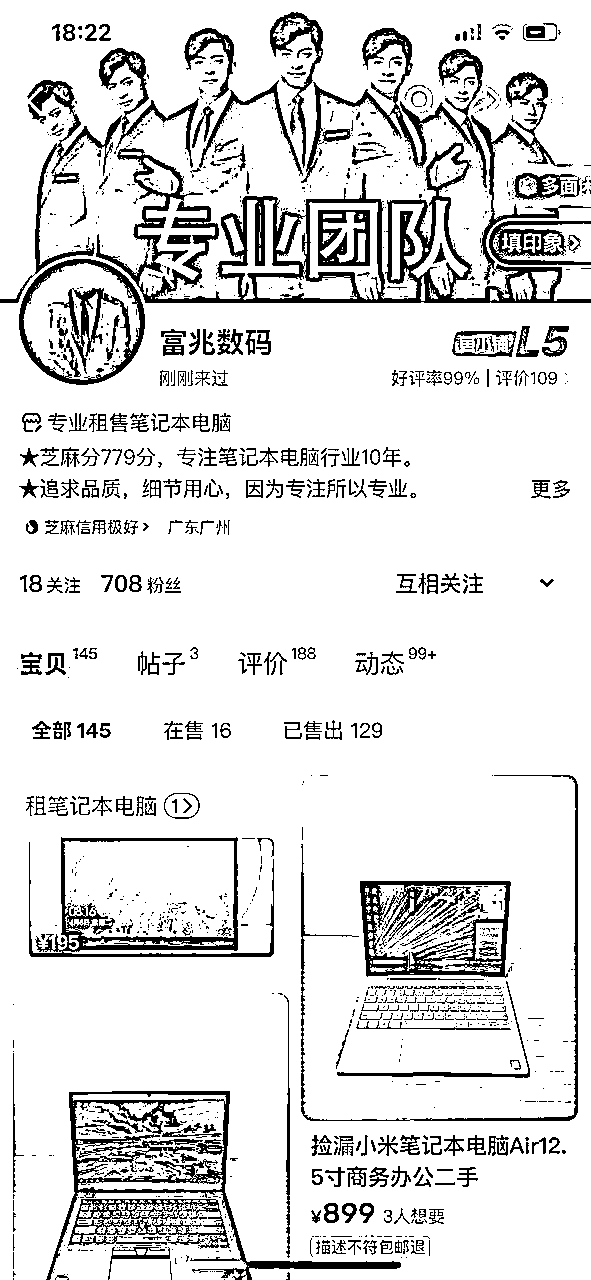 18:22
专业团队
多面
填印象
富兆数码
L5
刚刚来过
好评率99% | 评价109
专业租售笔记本电脑
★芝麻分779分，专注笔记本电脑行业10年。
★追求品质，细节用心，因为专注所以专业。
更多
芝麻信用极好 广东广州
18 关注 708 粉丝
互相关注
宝贝 145 帖子 3 评价 188 动态 99+
全部 145 在售 16 已售出 129
租笔记本电脑 1
¥195
捡漏小米笔记本电脑Air12.
5寸商务办公二手
¥899 3人想要
描述不符包邮退